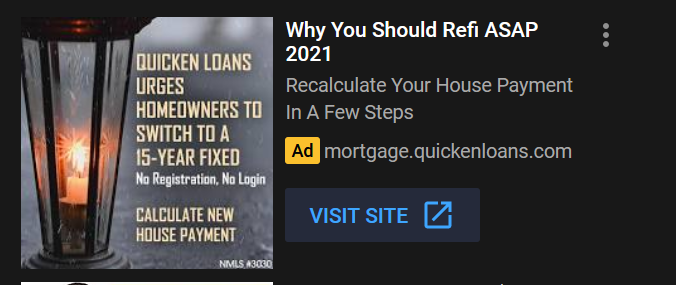 QUICKEN LOANS
URGES
HOMEOWNERS TO
SWITCH TO A
15-YEAR FIXED
No Registration, No Login
CALCULATE NEW
HOUSE PAYMENT
NMLS #3030
Why You Should Refi ASAP
2021
Recalculate Your House Payment
In A Few Steps
Ad mortgage.quickenloans.com
VISIT SITE